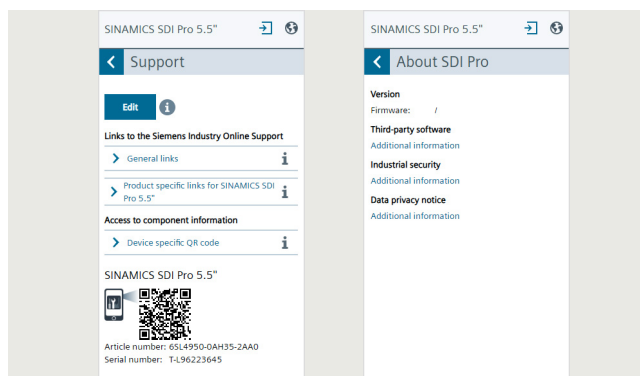 SINAMICS SDI Pro 5.5"
Support
Edit
Links to the Siemens Industry Online Support
General links
Product specific links for SINAMICS SDI
Pro 5.5"
Access to component information
Device specific QR code
SINAMICS SDI Pro 5.5"
Article number: 6SL4950-0AH35-2AA0
Serial number: T-L96223645
SINAMICS SDI Pro 5.5"
About SDI Pro
Version
Firmware: /
Third-party software
Additional information
Industrial security
Additional information
Data privacy notice
Additional information